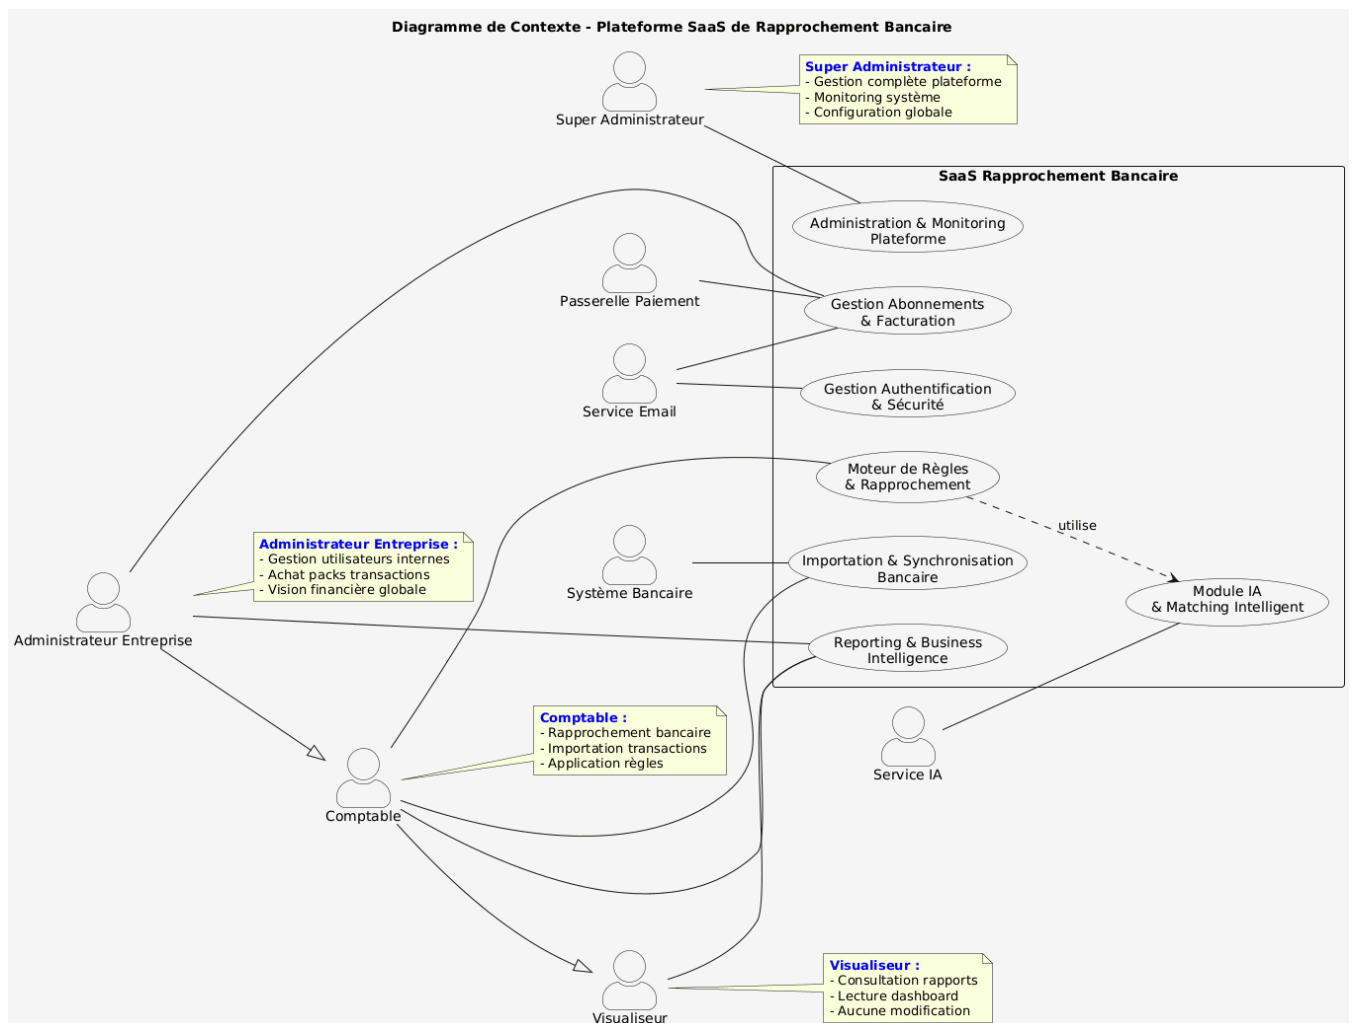 Diagramme de Contexte - Plateforme SaaS de Rapprochement Bancaire
Super Administrateur :
- Gestion complète plateforme
- Monitoring système
- Configuration globale
Super Administrateur
SaaS Rapprochement Bancaire
Administration & Monitoring
Plateforme
Passerelle Paiement
Gestion Abonnements
& Facturation
Service Email
Gestion Authentification
& Sécurité
Moteur de Règles
& Rapprochement
utilise
Administrateur Entreprise :
- Gestion utilisateurs internes
- Achat packs transactions
- Vision financière globale
Système Bancaire
Importation & Synchronisation
Bancaire
Module IA
& Matching Intelligent
Administrateur Entreprise
Reporting & Business
Intelligence
Comptable :
- Rapprochement bancaire
- Importation transactions
- Application règles
Service IA
Comptable
Visualiseur :
- Consultation rapports
- Lecture dashboard
- Aucune modification
Visualiseur